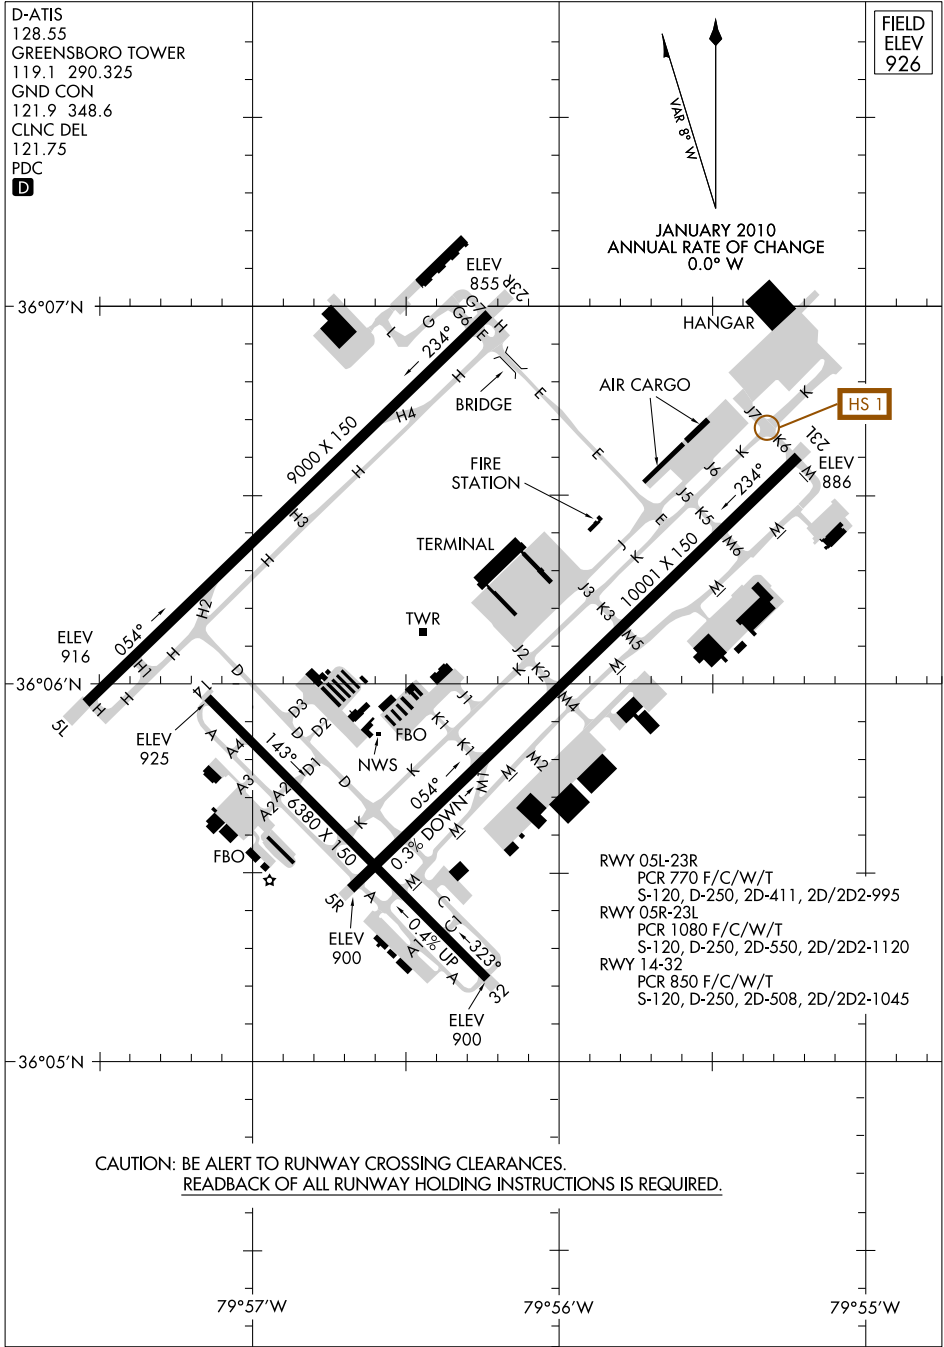 D-ATIS
128.55
GREENSBORO TOWER
119.1 290.325
GND CON
121.9 348.6
CLNC DEL
121.75
PDC
D
FIELD
ELEV
926
VAR 8° W
JANUARY 2010
ANNUAL RATE OF CHANGE
0.0° W
36°07'N
ELEV
855
23R
G7
G6
G
L
H
E
234°
HANGAR
BRIDGE
E
AIR CARGO
HS 1
J7
K
K6
23L
ELEV
886
M
H
H4
9000 X 150
H
H3
H
FIRE
STATION
E
J6
K
234°
J5
K5
E
M6
M
TERMINAL
J
K
10001 X 150
M
J3
K3
M5
M
TWR
J2
K2
K
M4
H2
054°
ELEV
916
H1
H
H
H
5L
36°06'N
14
D
D3
D2
D
D1
D
ELEV
925
A
A4
143°
A3
A2
A2
6380 X 150
FBO
NWS
FBO
J1
K1
K1
K
K
054°
0.3% DOWN
M1
M
M2
M
FBO
5R
A
M
C
C1
ELEV
900
A1
0.4% UP
323°
A
32
ELEV
900
RWY 05L-23R
PCR 770 F/C/W/T
S-120, D-250, 2D-411, 2D/2D2-995
RWY 05R-23L
PCR 1080 F/C/W/T
S-120, D-250, 2D-550, 2D/2D2-1120
RWY 14-32
PCR 850 F/C/W/T
S-120, D-250, 2D-508, 2D/2D2-1045
36°05'N
CAUTION: BE ALERT TO RUNWAY CROSSING CLEARANCES.
READBACK OF ALL RUNWAY HOLDING INSTRUCTIONS IS REQUIRED.
79°57'W
79°56'W
79°55'W